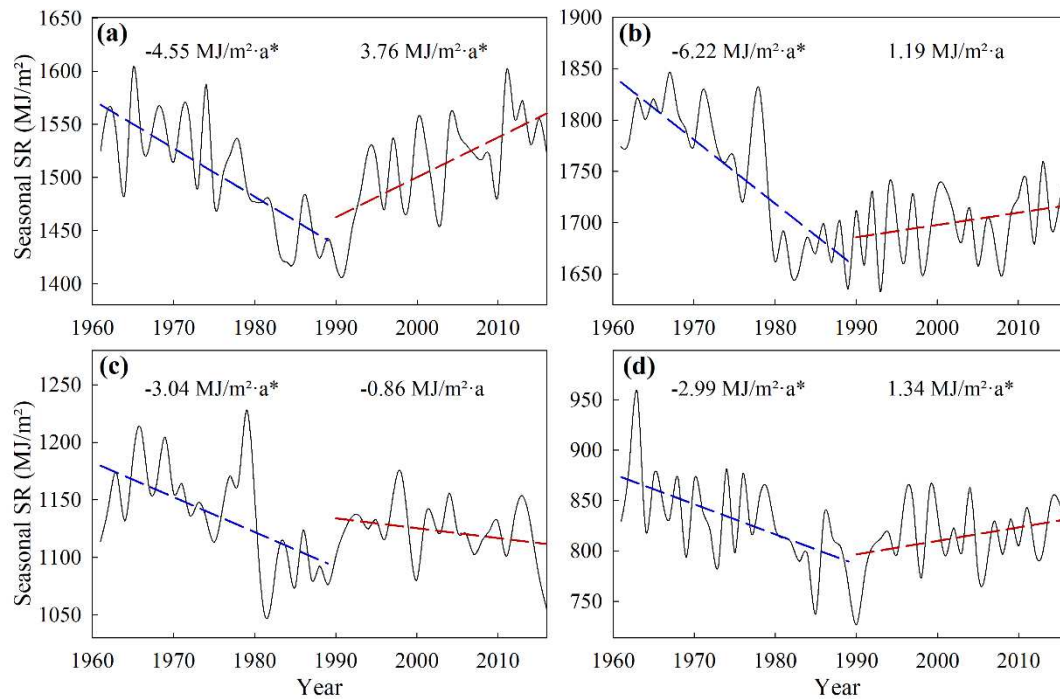 (a) -4.55 MJ/m²·a* 3.76 MJ/m²·a*
Seasonal SR (MJ/m²)
1650
1600
1550
1500
1450
1400
1960 1970 1980 1990 2000 2010
(b) -6.22 MJ/m²·a* 1.19 MJ/m²·a
1900
1850
1800
1750
1700
1650
1960 1970 1980 1990 2000 2010
(c) -3.04 MJ/m²·a* -0.86 MJ/m²·a
Seasonal SR (MJ/m²)
1250
1200
1150
1100
1050
1960 1970 1980 1990 2000 2010
Year
(d) -2.99 MJ/m²·a* 1.34 MJ/m²·a*
950
900
850
800
750
1960 1970 1980 1990 2000 2010
Year